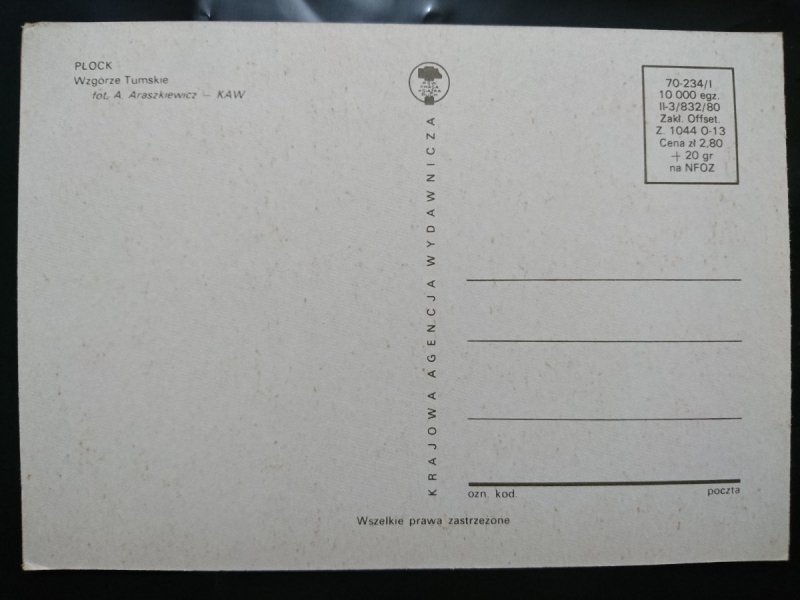 PŁOCK
Wzgórze Tumskie
fot. A. Araszkiewicz — KAW
KRAJOWA AGENCJA WYDAWNICZA
70-234/I
10 000 egz.
II-3/832/80
Zakł. Offset.
Z. 1044 O-13
Cena zł 2,80
+ 20 gr
na NFOZ
ozn. kod.
poczta
Wszelkie prawa zastrzeżone